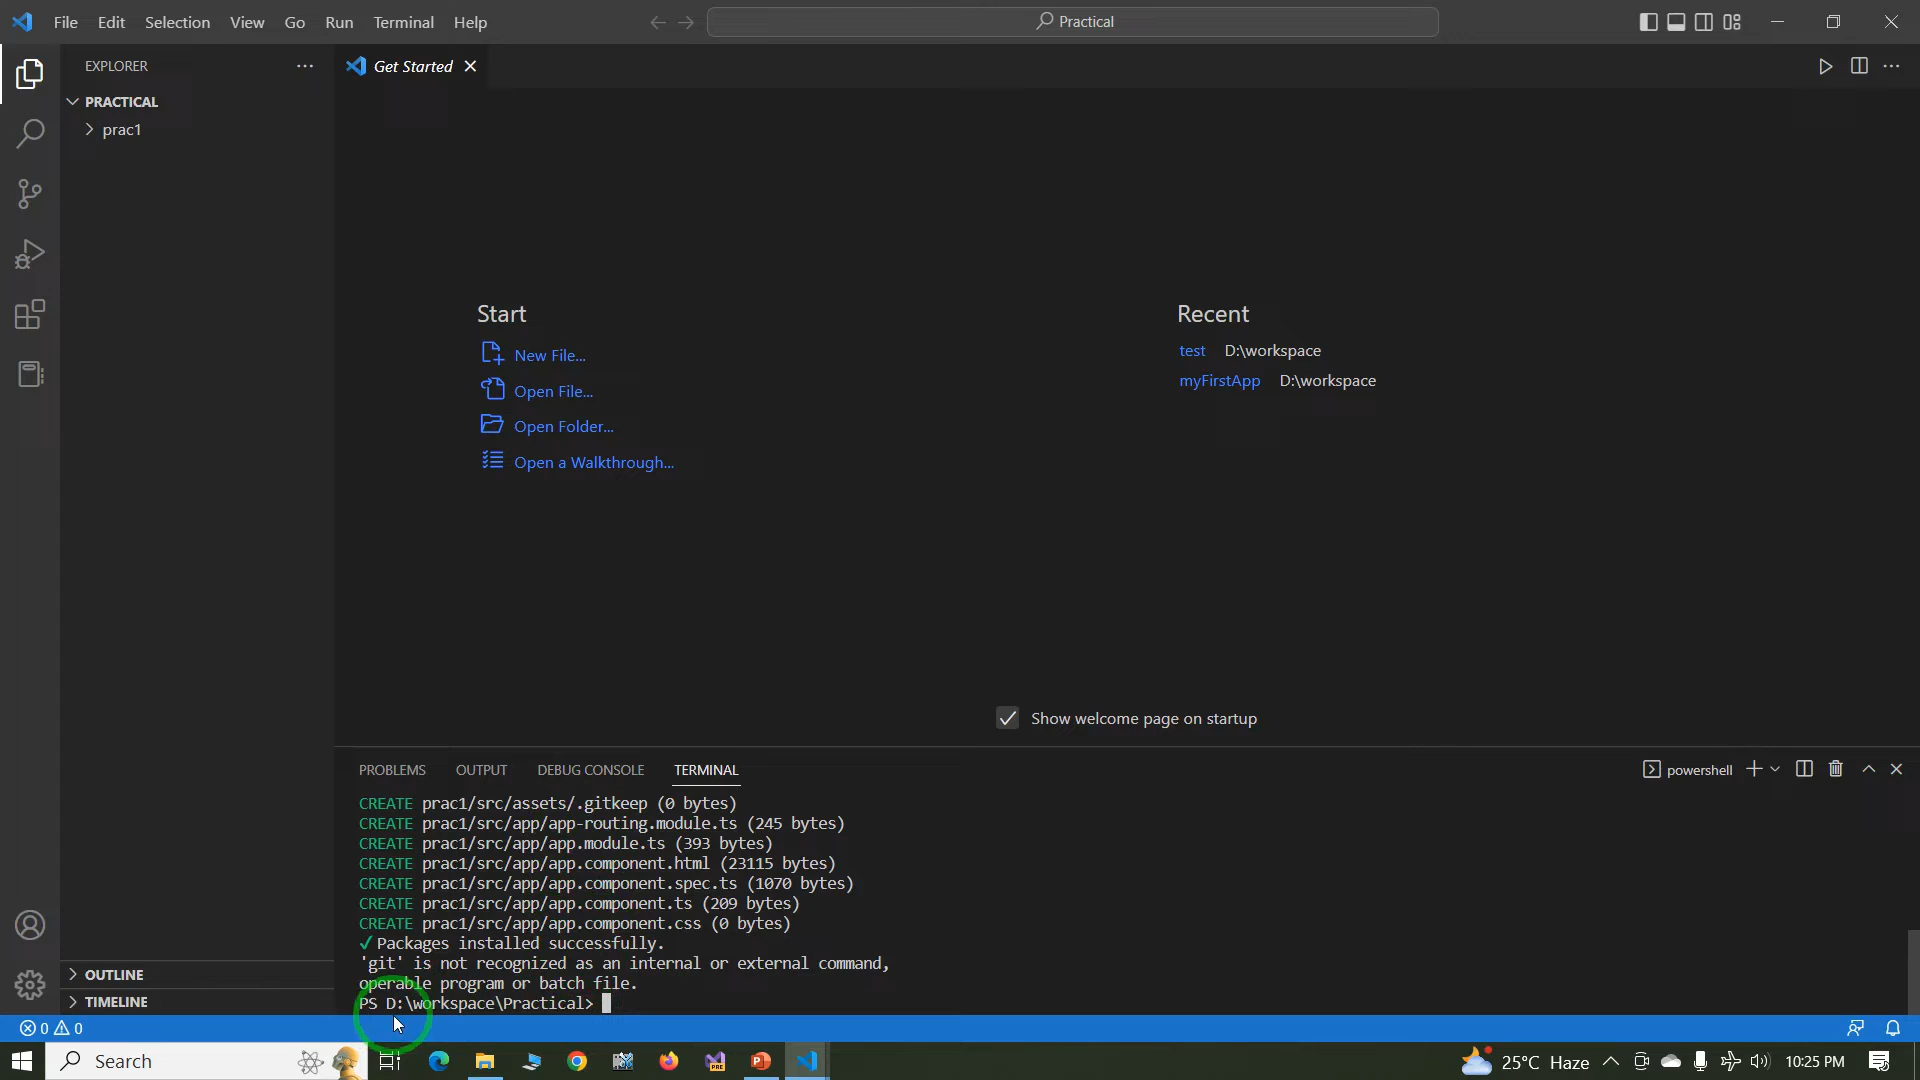 File Edit Selection View Go Run Terminal Help
Practical
EXPLORER
Get Started
PRACTICAL
prac1
Start
New File...
Open File...
Open Folder...
Open a Walkthrough...
Recent
test D:\workspace
myFirstApp D:\workspace
Show welcome page on startup
PROBLEMS OUTPUT DEBUG CONSOLE TERMINAL
powershell
CREATE prac1/src/assets/.gitkeep (0 bytes)
CREATE prac1/src/app/app-routing.module.ts (245 bytes)
CREATE prac1/src/app/app.module.ts (393 bytes)
CREATE prac1/src/app/app.component.html (23115 bytes)
CREATE prac1/src/app/app.component.spec.ts (1070 bytes)
CREATE prac1/src/app/app.component.ts (209 bytes)
CREATE prac1/src/app/app.component.css (0 bytes)
✓ Packages installed successfully.
'git' is not recognized as an internal or external command,
operable program or batch file.
PS D:\workspace\Practical>
OUTLINE
TIMELINE
0 0
Search
25°C Haze
10:25 PM